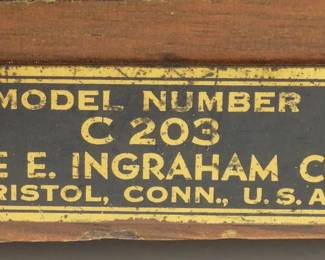 MODEL NUMBER
C 203
E E. INGRAHAM C
RISTOL, CONN., U.S.A